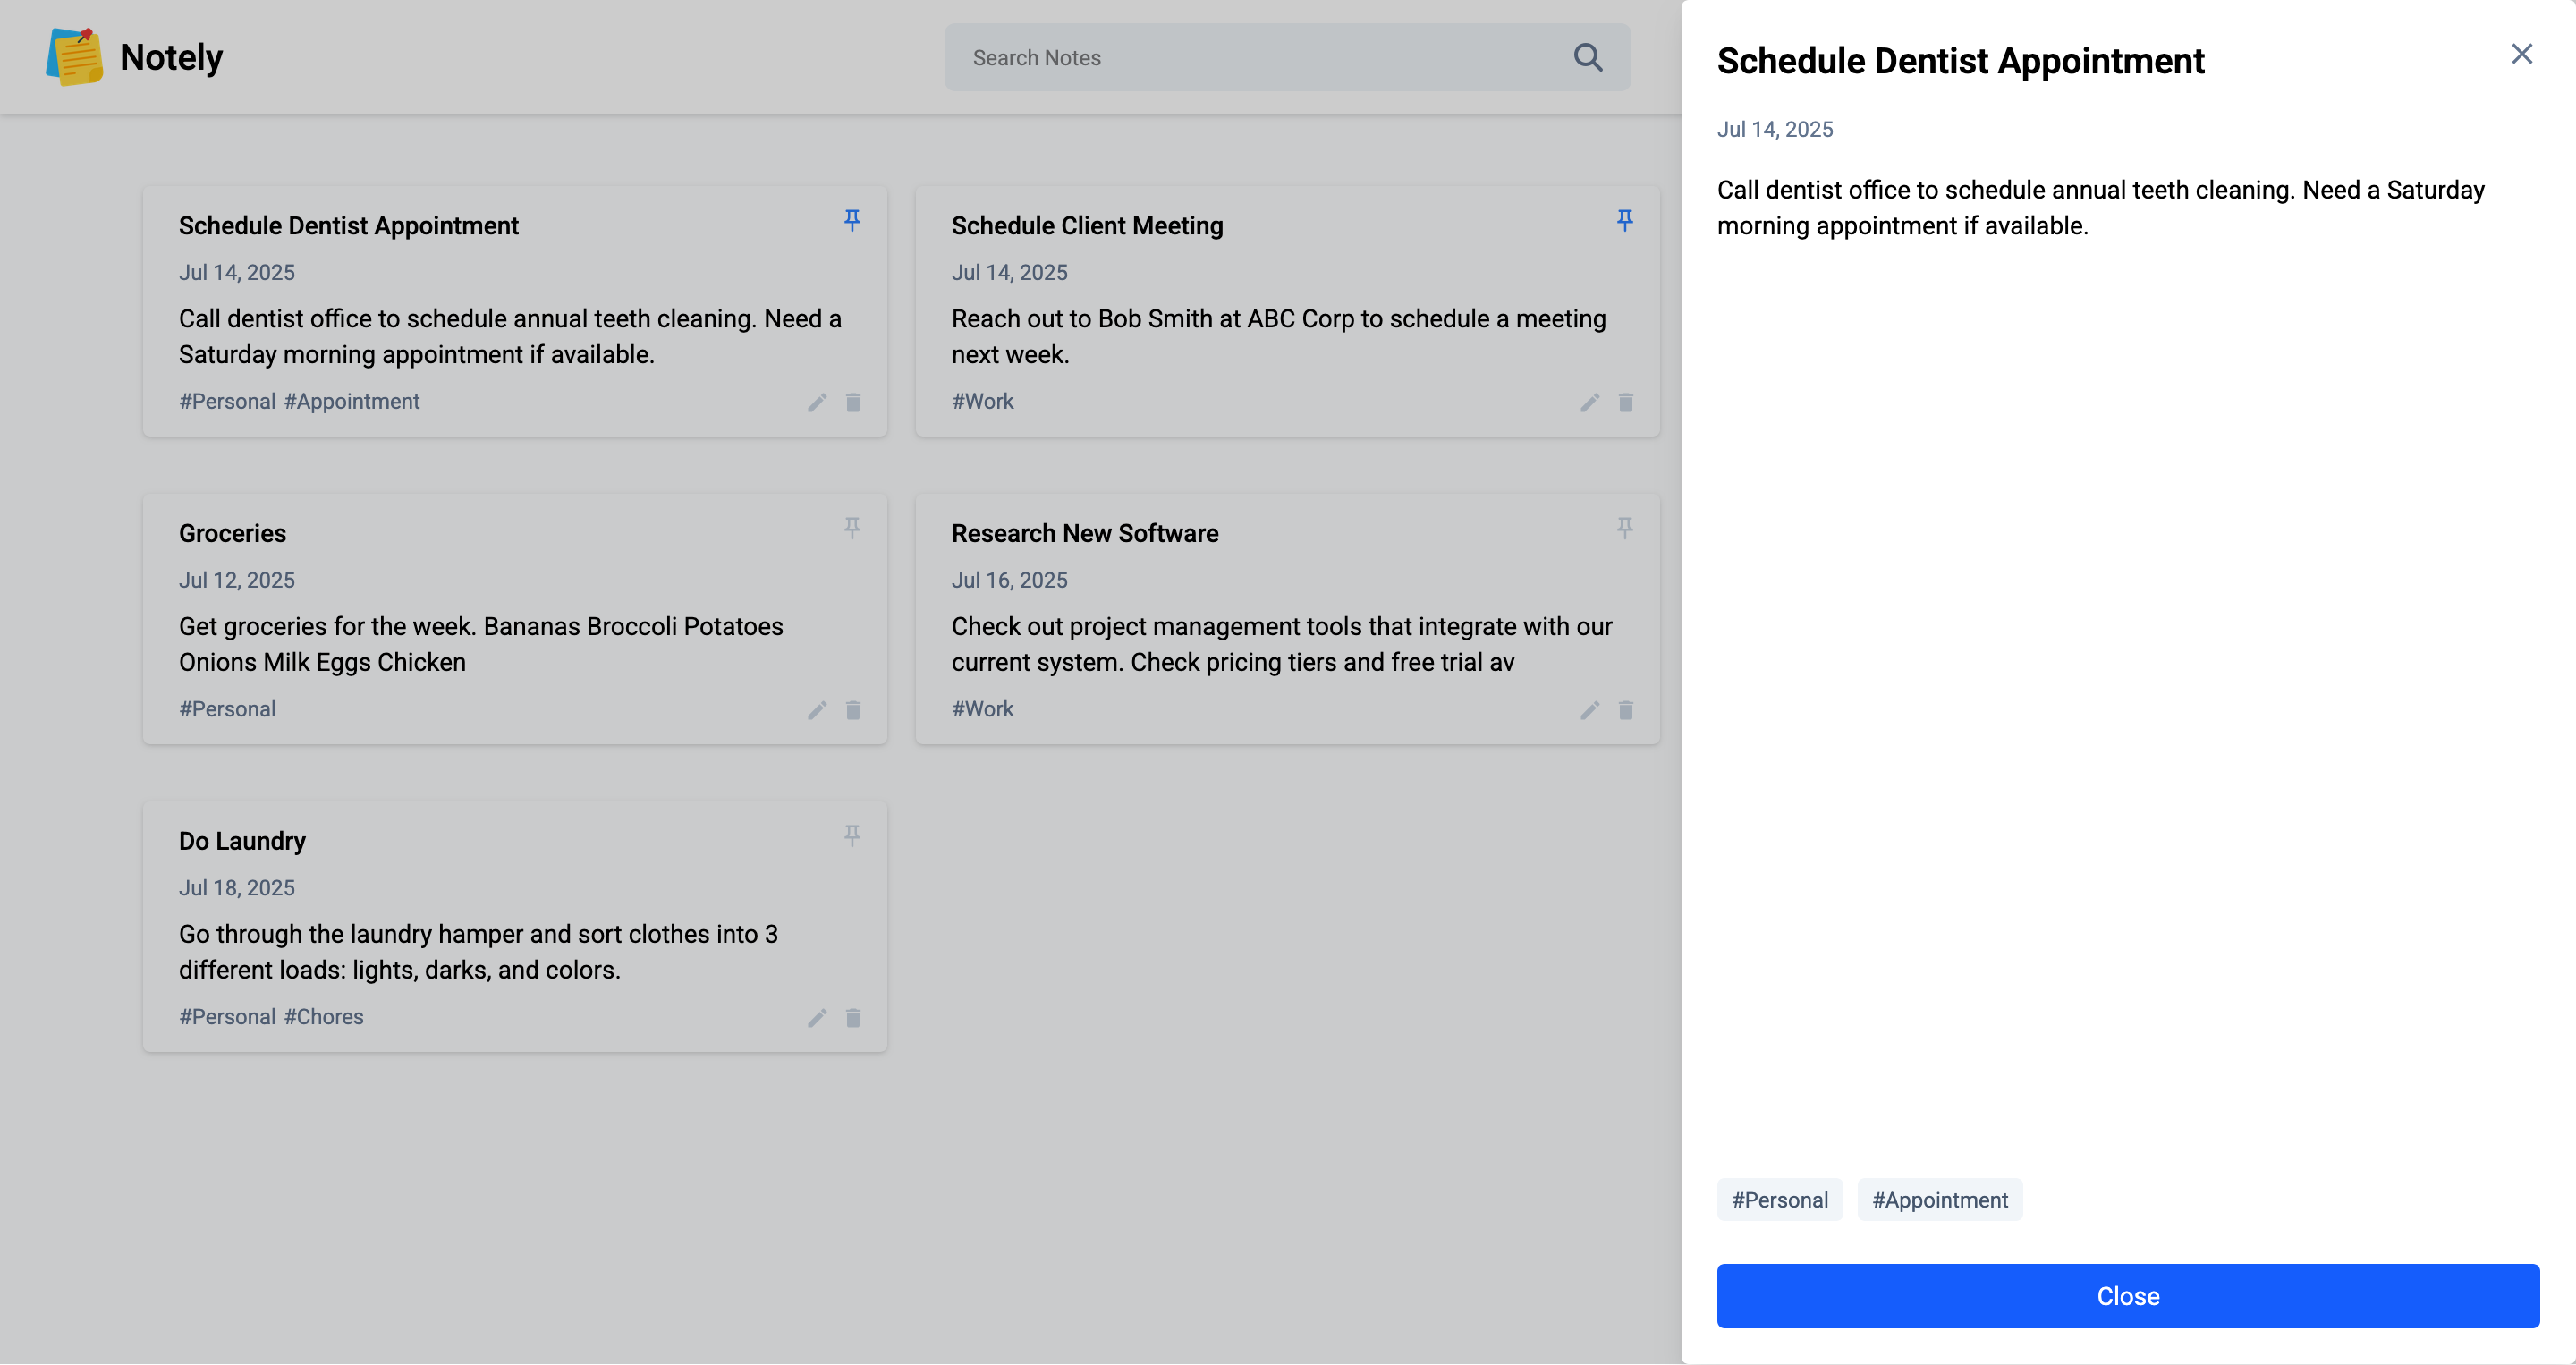 Notely
Search Notes
Schedule Dentist Appointment
Jul 14, 2025
Call dentist office to schedule annual teeth cleaning. Need a
Saturday morning appointment if available.
#Personal #Appointment
Schedule Client Meeting
Jul 14, 2025
Reach out to Bob Smith at ABC Corp to schedule a meeting
next week.
#Work
Groceries
Jul 12, 2025
Get groceries for the week. Bananas Broccoli Potatoes
Onions Milk Eggs Chicken
#Personal
Research New Software
Jul 16, 2025
Check out project management tools that integrate with our
current system. Check pricing tiers and free trial av
#Work
Do Laundry
Jul 18, 2025
Go through the laundry hamper and sort clothes into 3
different loads: lights, darks, and colors.
#Personal #Chores
Schedule Dentist Appointment
Jul 14, 2025
Call dentist office to schedule annual teeth cleaning. Need a Saturday
morning appointment if available.
#Personal #Appointment
Close